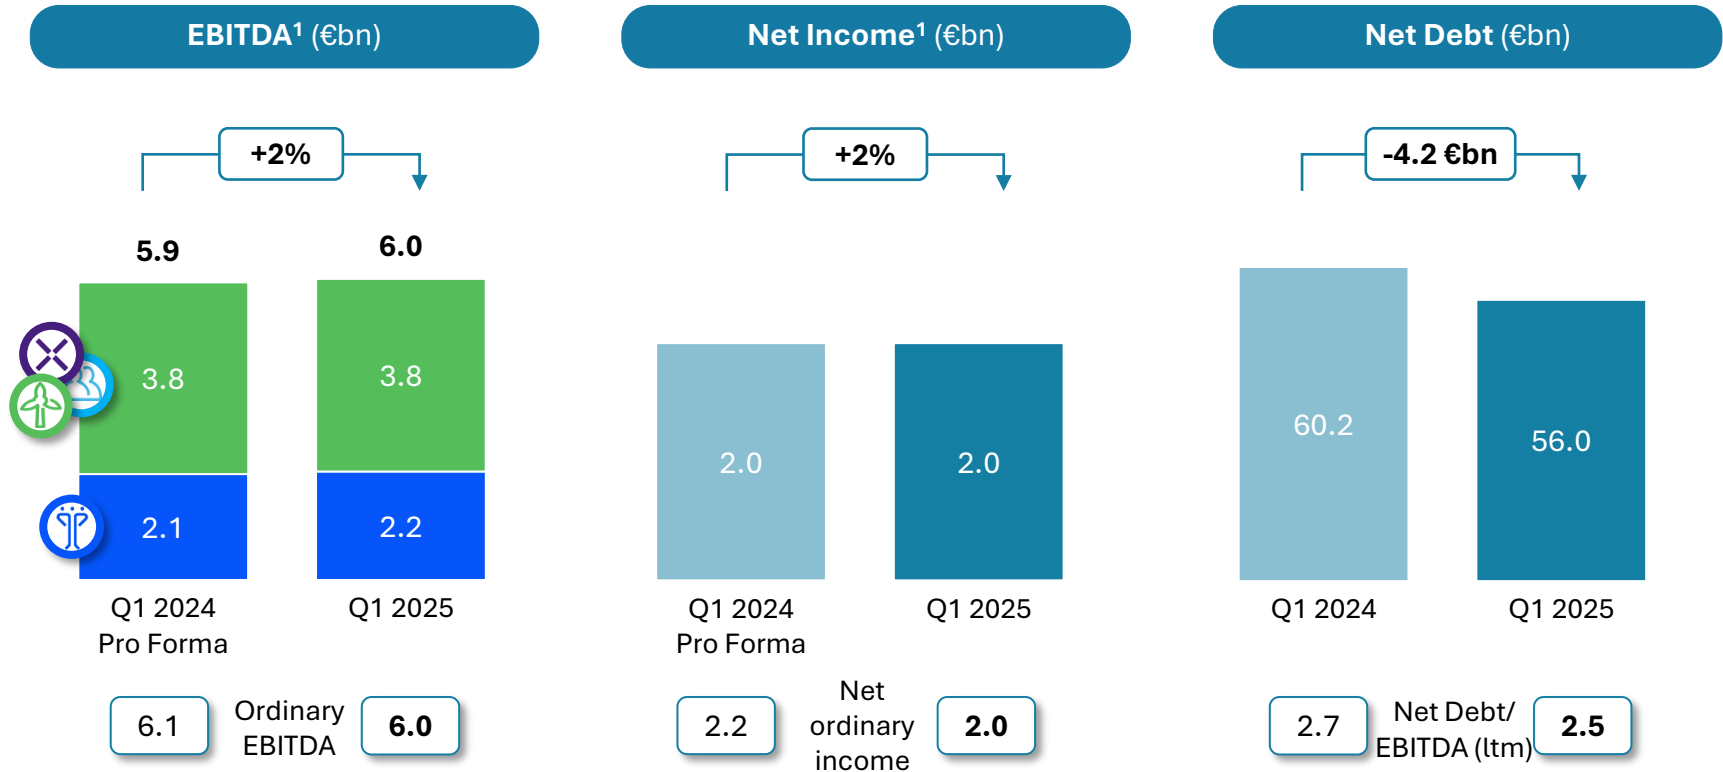 EBITDA¹ (€bn)
+2%
5.9
6.0
3.8
3.8
2.1
2.2
Q1 2024
Pro Forma
Q1 2025
6.1
Ordinary
EBITDA
6.0
Net Income¹ (€bn)
+2%
2.0
2.0
Q1 2024
Pro Forma
Q1 2025
2.2
Net
ordinary
income
2.0
Net Debt (€bn)
-4.2 €bn
60.2
56.0
Q1 2024
Q1 2025
2.7
Net Debt/
EBITDA (ltm)
2.5